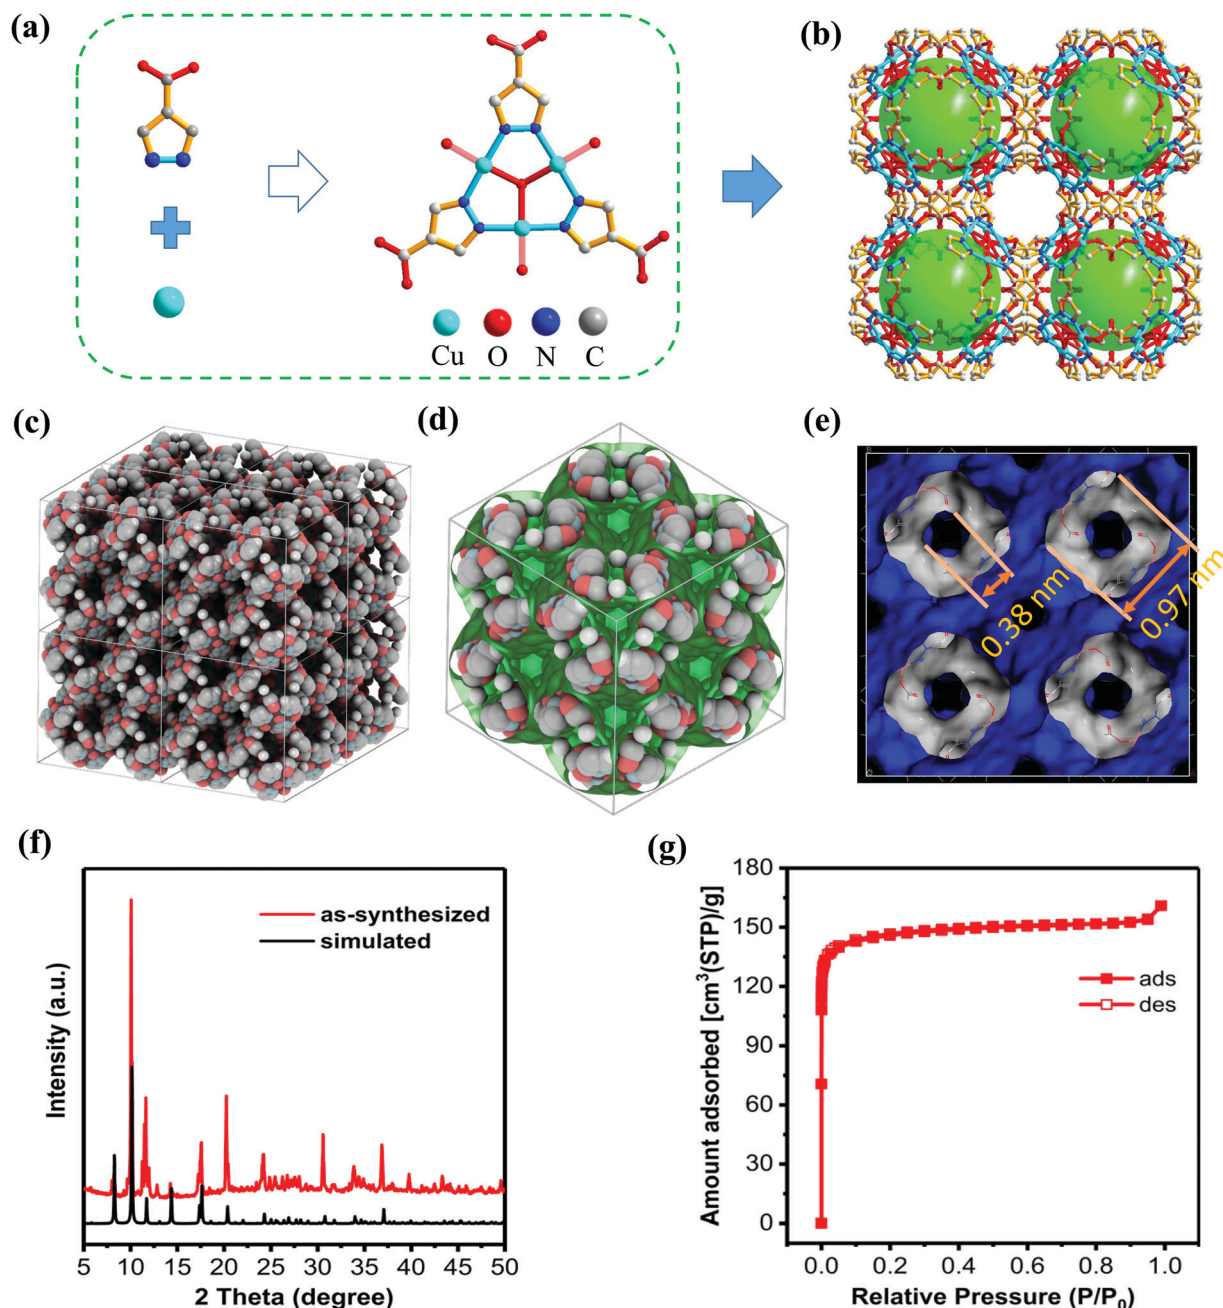 (a)
Cu O N C
(b)
(c)
(d)
(e)
0.38 nm
0.97 nm
(f)
as-synthesized
simulated
Intensity (a.u.)
5 10 15 20 25 30 35 40 45 50
2 Theta (degree)
(g)
180
150
120
90
60
30
0
Amount adsorbed [cm³(STP)/g]
ads
des
0.0 0.2 0.4 0.6 0.8 1.0
Relative Pressure (P/P₀)